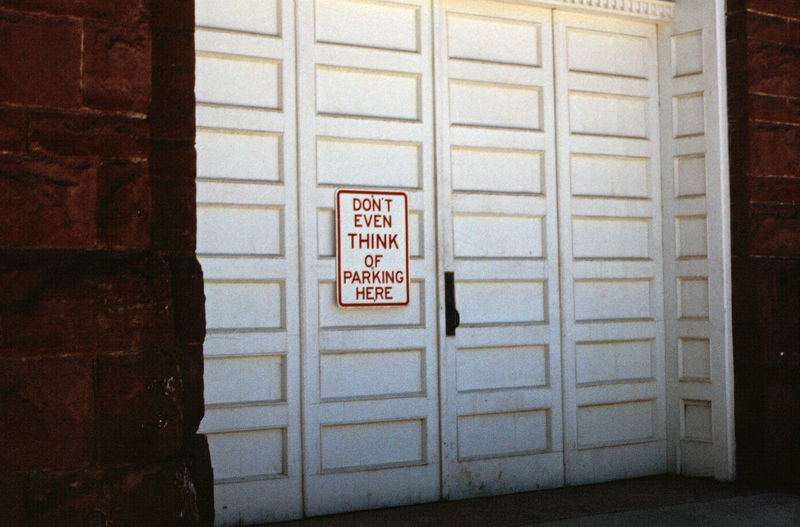 DON'T
EVEN
THINK
OF
PARKING
HERE